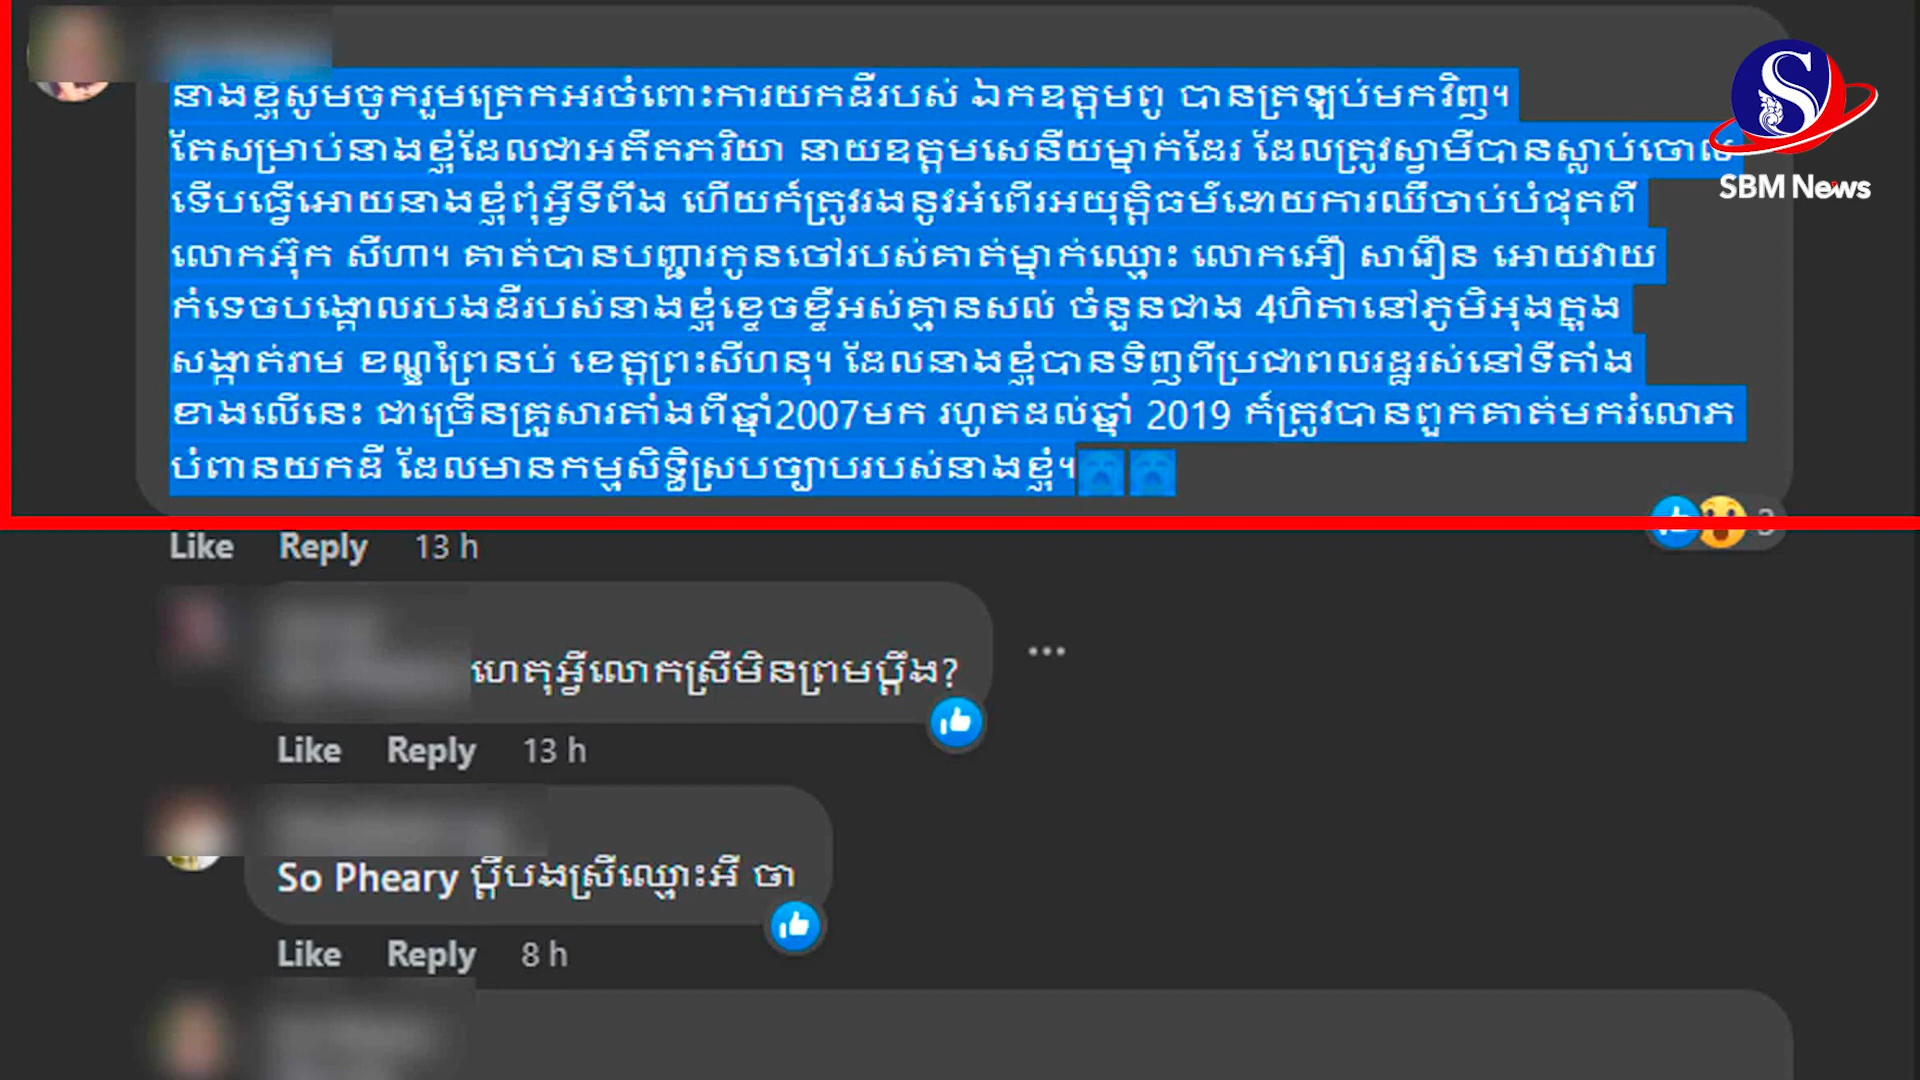 នាងខ្ញុំសូមចូករួមត្រេកអរចំពោះការយកដីរបស់ ឯកឧត្តមពូ បានត្រឡប់មកវិញ។
SBM News
តែសម្រាប់នាងខ្ញុំដែលជាអតីតភរិយា នាយឧត្តមសេនីយម្នាក់ដែរ ដែលត្រូវស្វាមីបានស្លាប់ចោល
ទើបធ្វើអោយនាងខ្ញុំពុំអ្វីទីពឹង ហើយក៍ត្រូវរងនូវអំពើរអយុត្តិធម៍ដោយការឈឺចាប់បំផុតពី
លោកអ៊ុក សីហា។ គាត់បានបញ្ជារកូនចៅរបស់គាត់ម្នាក់ឈ្មោះ លោកអឿ សារឿន អោយវាយ
កំទេចបង្គោលរបងដីរបស់នាងខ្ញុំខ្ទេចខ្ទីអស់គ្មានសល់ ចំនួនជាង 4ហិតានៅភូមិអុងក្នុង
សង្កាត់រាម ខណ្ឌព្រៃនប់ ខេត្តព្រះសីហនុ។ ដែលនាងខ្ញុំបានទិញពីប្រជាពលរដ្ឋរស់នៅទីតាំង
ខាងលើនេះ ជាច្រើនគ្រួសារតាំងពីឆ្នាំ2007មក រហូតដល់ឆ្នាំ 2019 ក៍ត្រូវបានពួកគាត់មករំលោភ
បំពានយកដី ដែលមានកម្មសិទ្ធិស្របច្បាបរបស់នាងខ្ញុំ។
3
Like Reply 13 h
ហេតុអ្វីលោកស្រីមិនព្រមប្ដឹង?
Like Reply 13 h
So Pheary ប្ដីបងស្រីឈ្មោះអី ចា
Like Reply 8 h